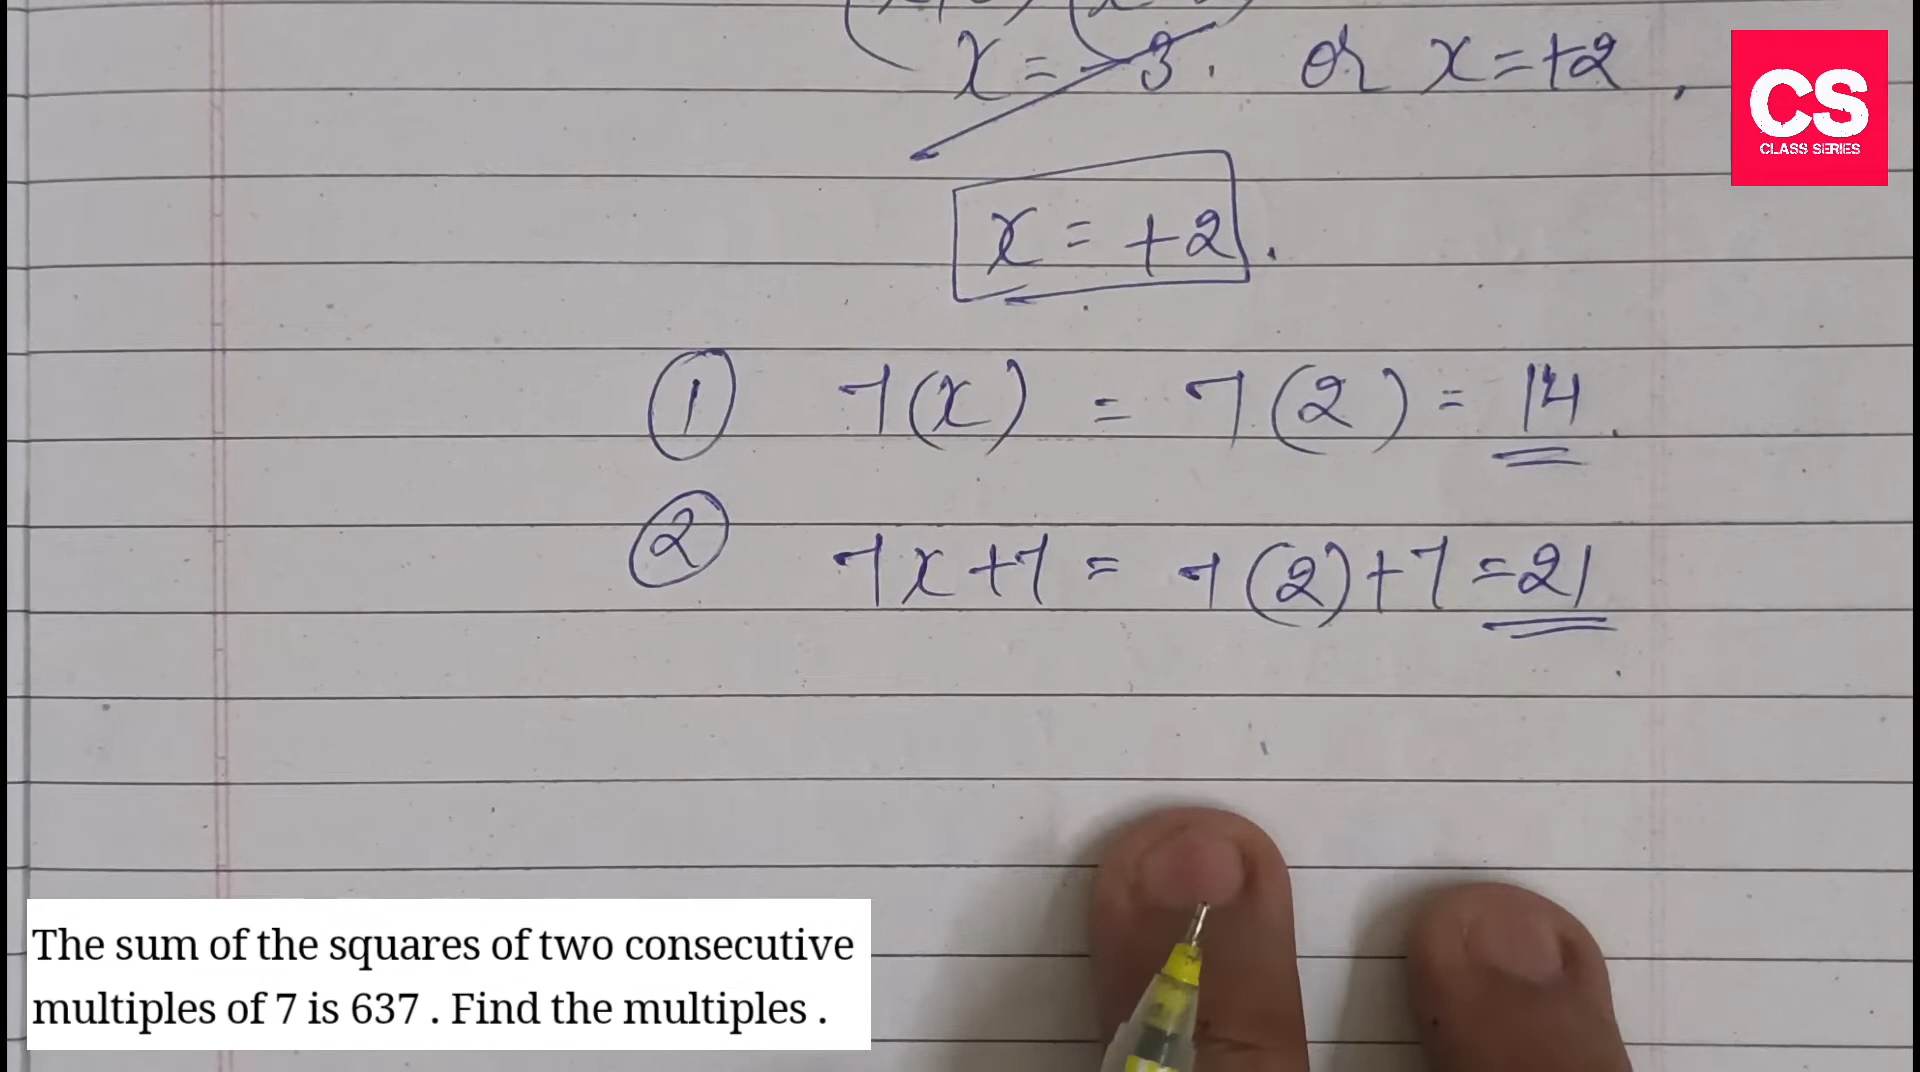 x = -3. or x = +2.
CS
CLASS SERIES
x = +2.
① 7(x) = 7(2) = 14.
② 7x+7 = 7(2)+7 = 21
The sum of the squares of two consecutive
multiples of 7 is 637 . Find the multiples .